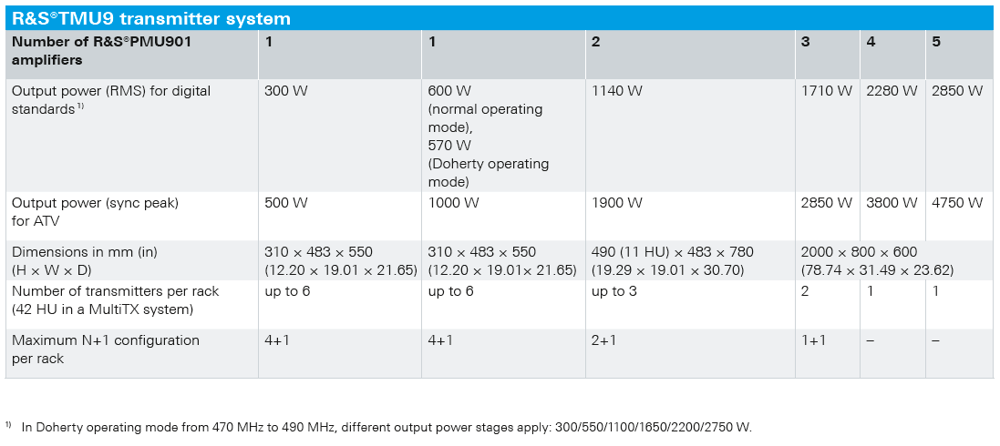 R&S®TMU9 transmitter system
Number of R&S®PMU901 amplifiers 1 1 2 3 4 5
Output power (RMS) for digital standards 1) 300 W 600 W (normal operating mode), 570 W (Doherty operating mode) 1140 W 1710 W 2280 W 2850 W
Output power (sync peak) for ATV 500 W 1000 W 1900 W 2850 W 3800 W 4750 W
Dimensions in mm (in) (H × W × D) 310 × 483 × 550 (12.20 × 19.01 × 21.65) 310 × 483 × 550 (12.20 × 19.01× 21.65) 490 (11 HU) × 483 × 780 (19.29 × 19.01 × 30.70) 2000 × 800 × 600 (78.74 × 31.49 × 23.62)
Number of transmitters per rack (42 HU in a MultiTX system) up to 6 up to 6 up to 3 2 1 1
Maximum N+1 configuration per rack 4+1 4+1 2+1 1+1 – –
1) In Doherty operating mode from 470 MHz to 490 MHz, different output power stages apply: 300/550/1100/1650/2200/2750 W.